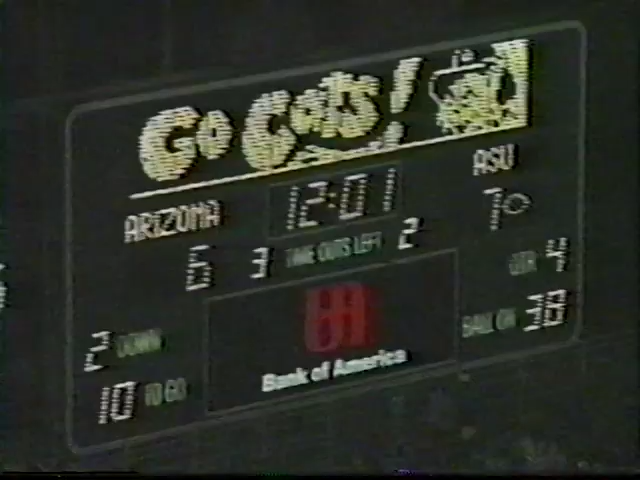 Go Cats!
ARIZONA 12:01 ASU
6 3 TIME OUTS LEFT 2 7
2 DOWN QTR 4
10 TO GO BALL ON 38
BA
Bank of America